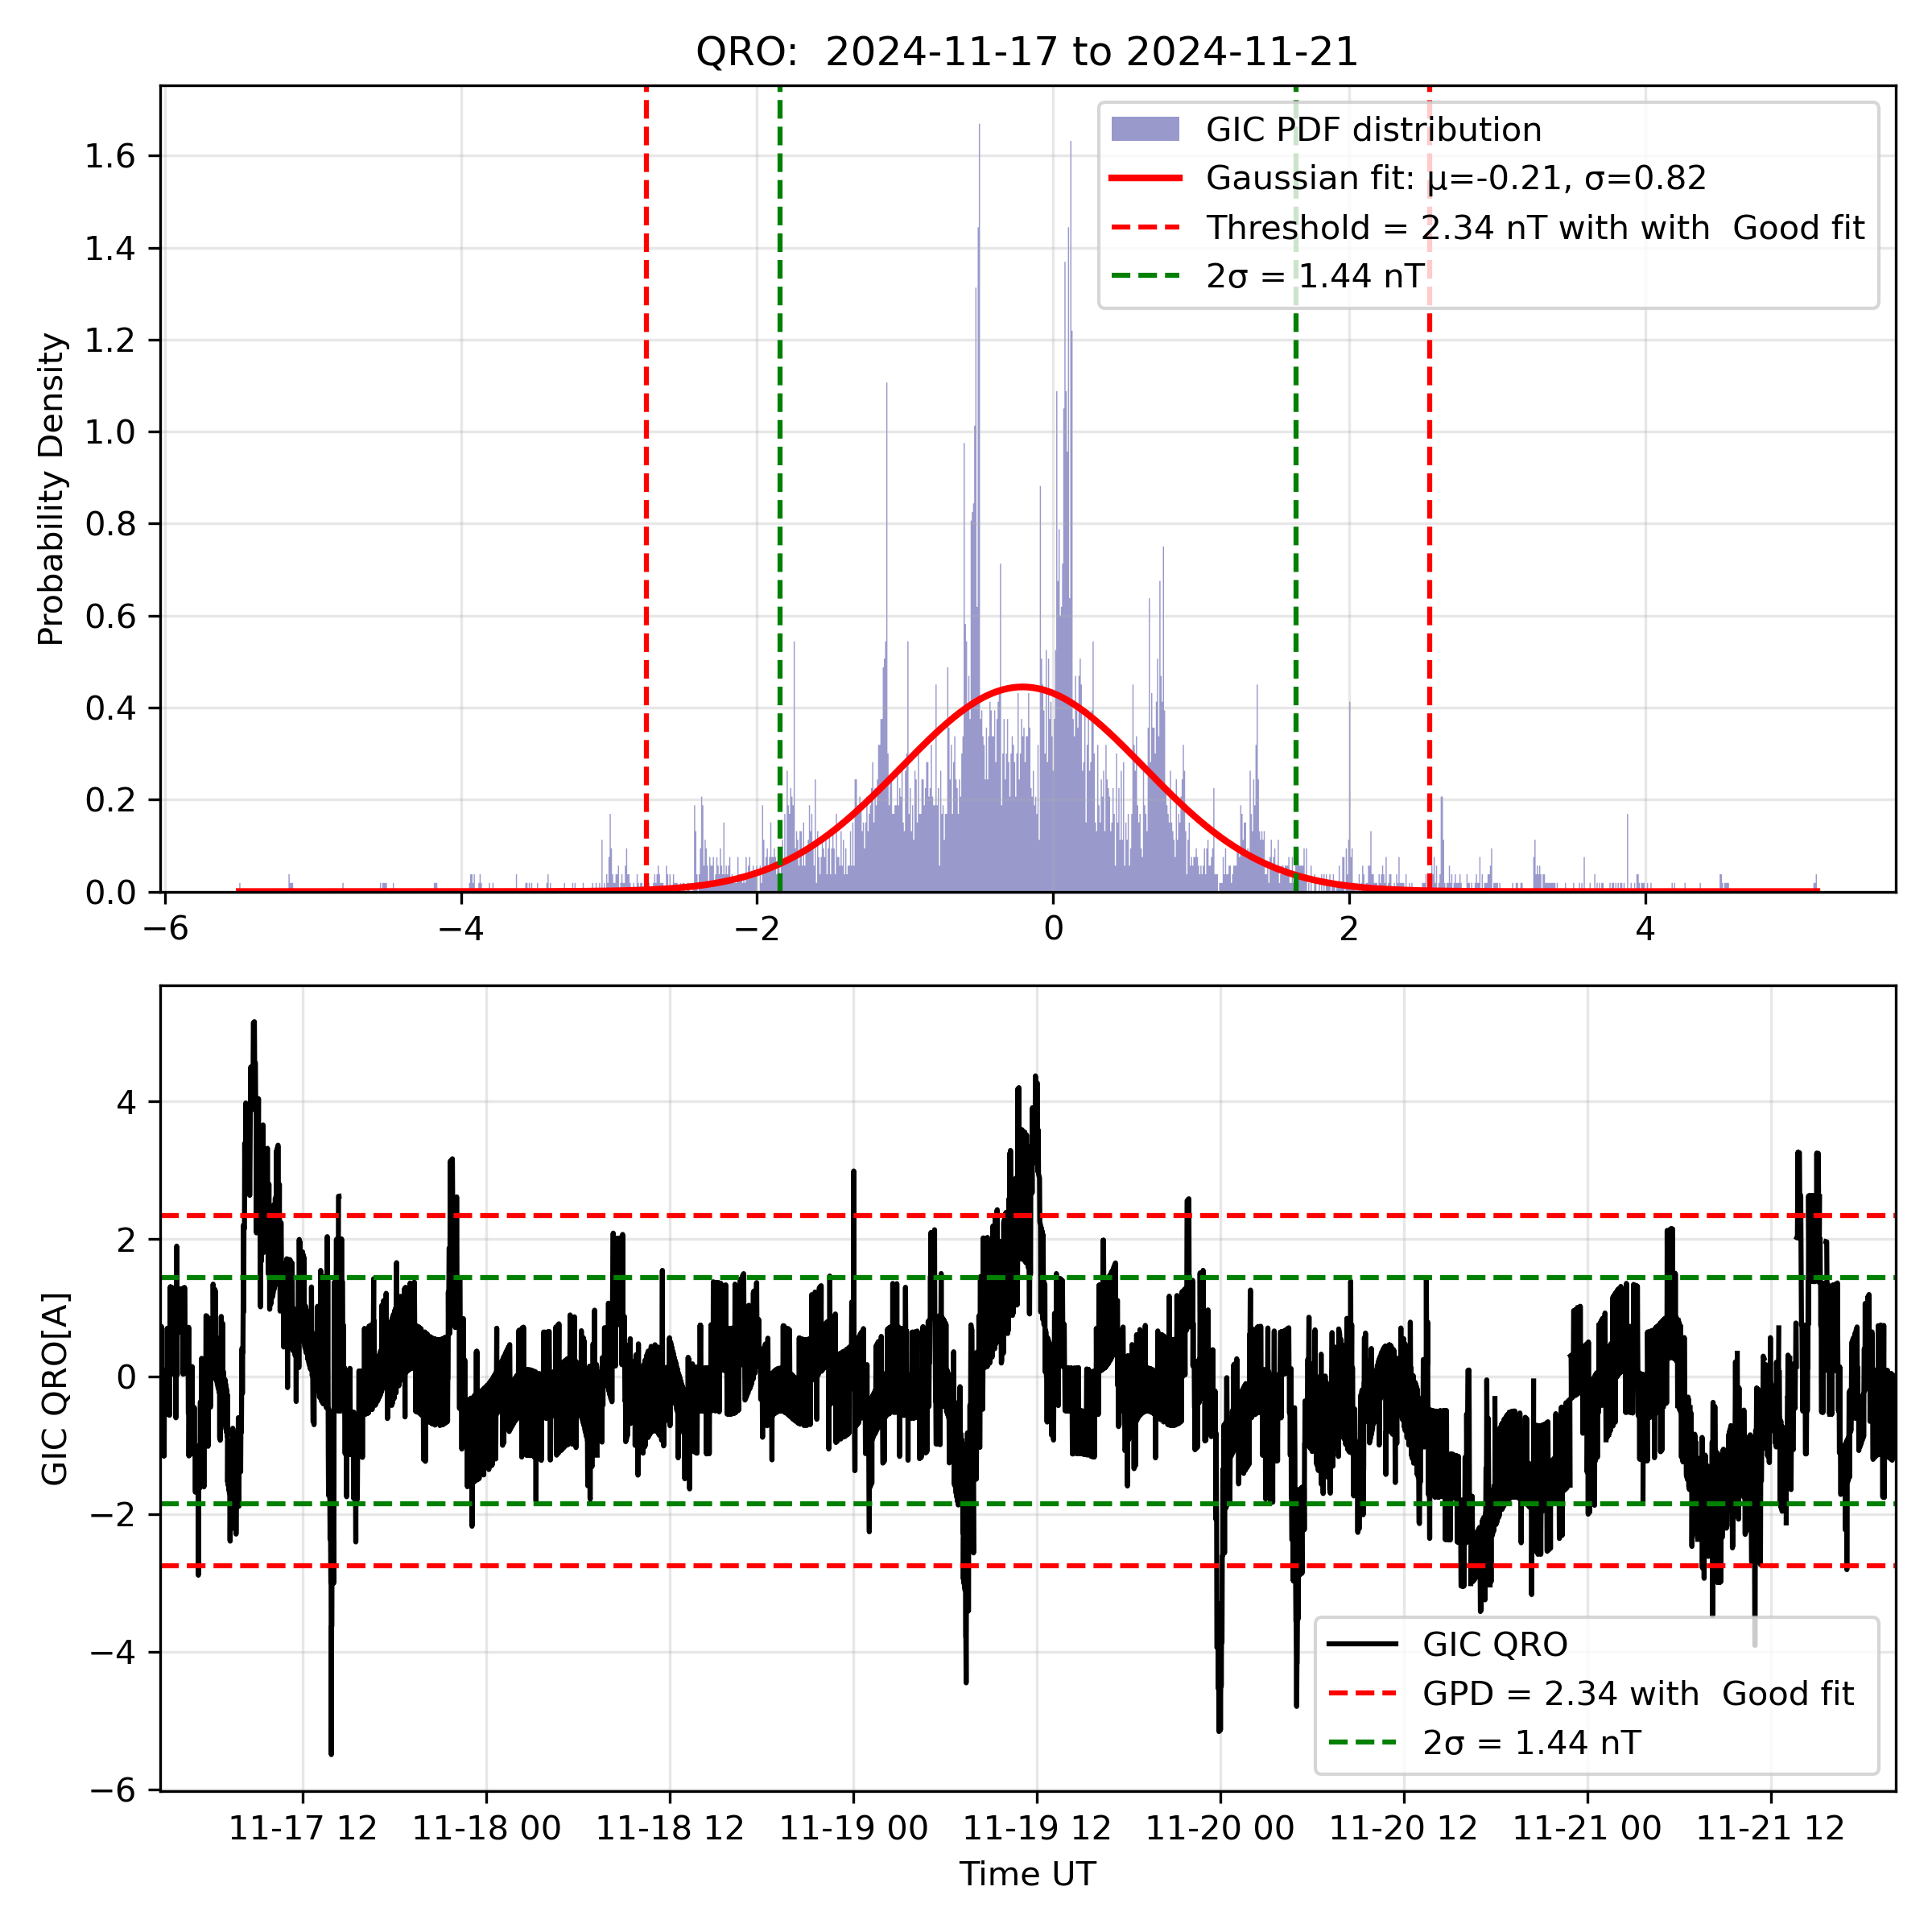 QRO:  2024-11-17 to 2024-11-21
Probability Density
1.6
1.4
1.2
1.0
0.8
0.6
0.4
0.2
0.0
−6
−4
−2
0
2
4
GIC PDF distribution
Gaussian fit: μ=-0.21, σ=0.82
Threshold = 2.34 nT with with  Good fit
2σ = 1.44 nT
GIC QRO[A]
4
2
0
−2
−4
−6
GIC QRO
GPD = 2.34 with  Good fit
2σ = 1.44 nT
11-17 12
11-18 00
11-18 12
11-19 00
11-19 12
11-20 00
11-20 12
11-21 00
11-21 12
Time UT